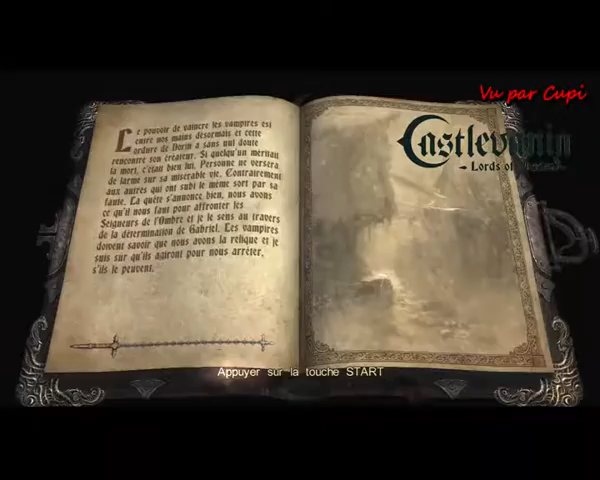 Vu par Cupi
Castlevania
Lords of Shadow
Le pouvoir de vaincre les vampires est
entre nos mains désormais et cette
ordure de Dorin a sans nul doute
rencontré son créateur. Si quelqu'un méritait
la mort, c'était bien lui. Personne ne versera
de larme sur sa misérable vie. Contrairement
aux autres qui ont subi le même sort par sa
faute. La quête s'annonce bien, nous avons
ce qu'il nous faut pour affronter les
Seigneurs de l'Ombre et je le sens au travers
de la détermination de Gabriel. Les vampires
doivent savoir que nous avons la relique et je
suis sur qu'ils agiront pour nous arrêter,
s'ils le peuvent.
Appuyer sur la touche START